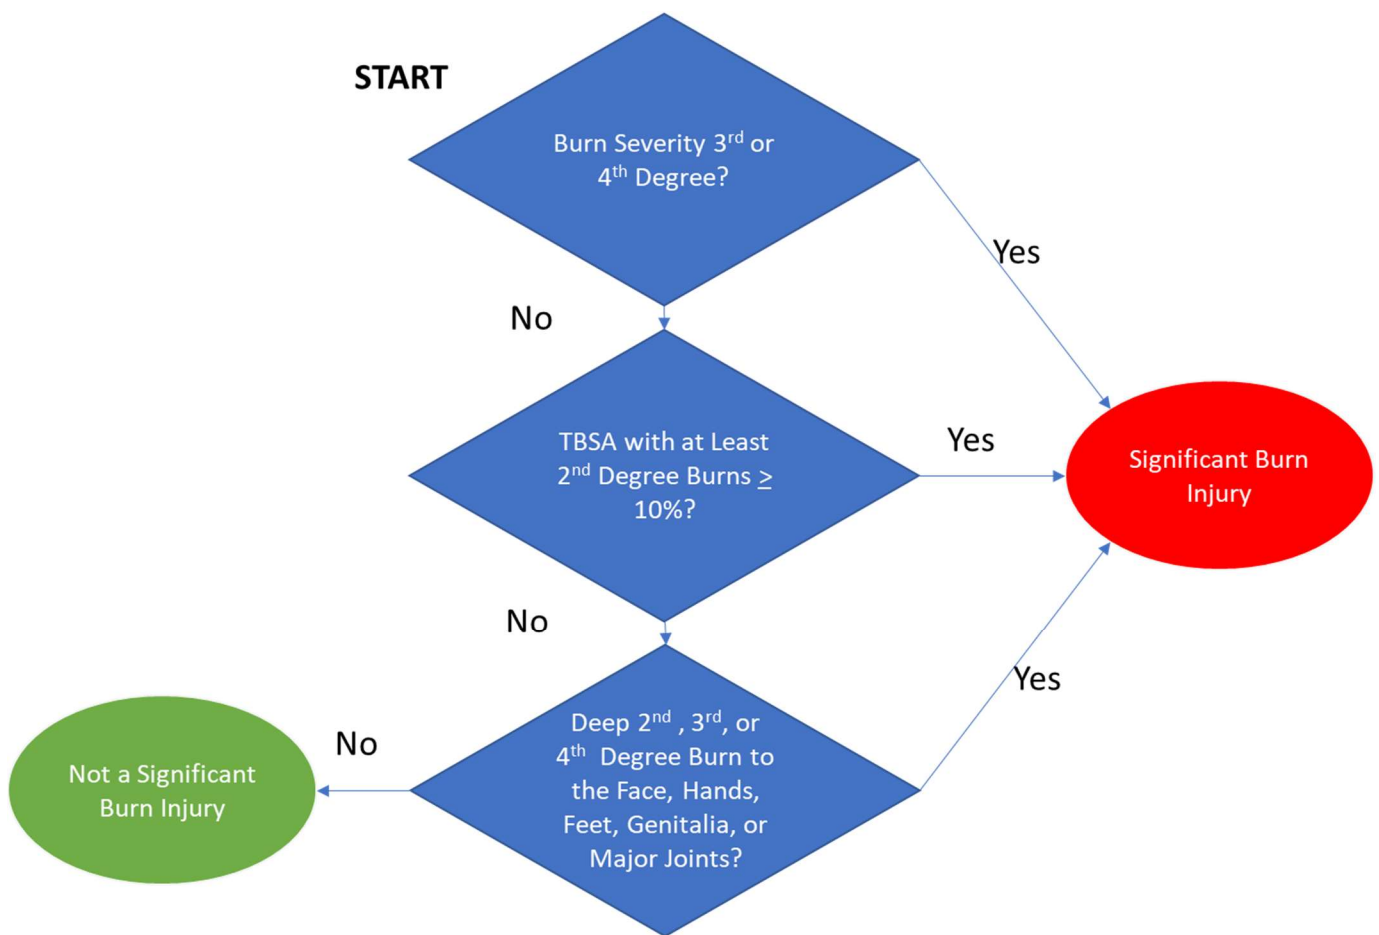 START
Burn Severity 3rd or
4th Degree?
Yes
No
TBSA with at Least
2nd Degree Burns ≥
10%?
Yes
Significant Burn
Injury
No
Deep 2nd , 3rd, or
4th Degree Burn to
the Face, Hands,
Feet, Genitalia, or
Major Joints?
Yes
No
Not a Significant
Burn Injury